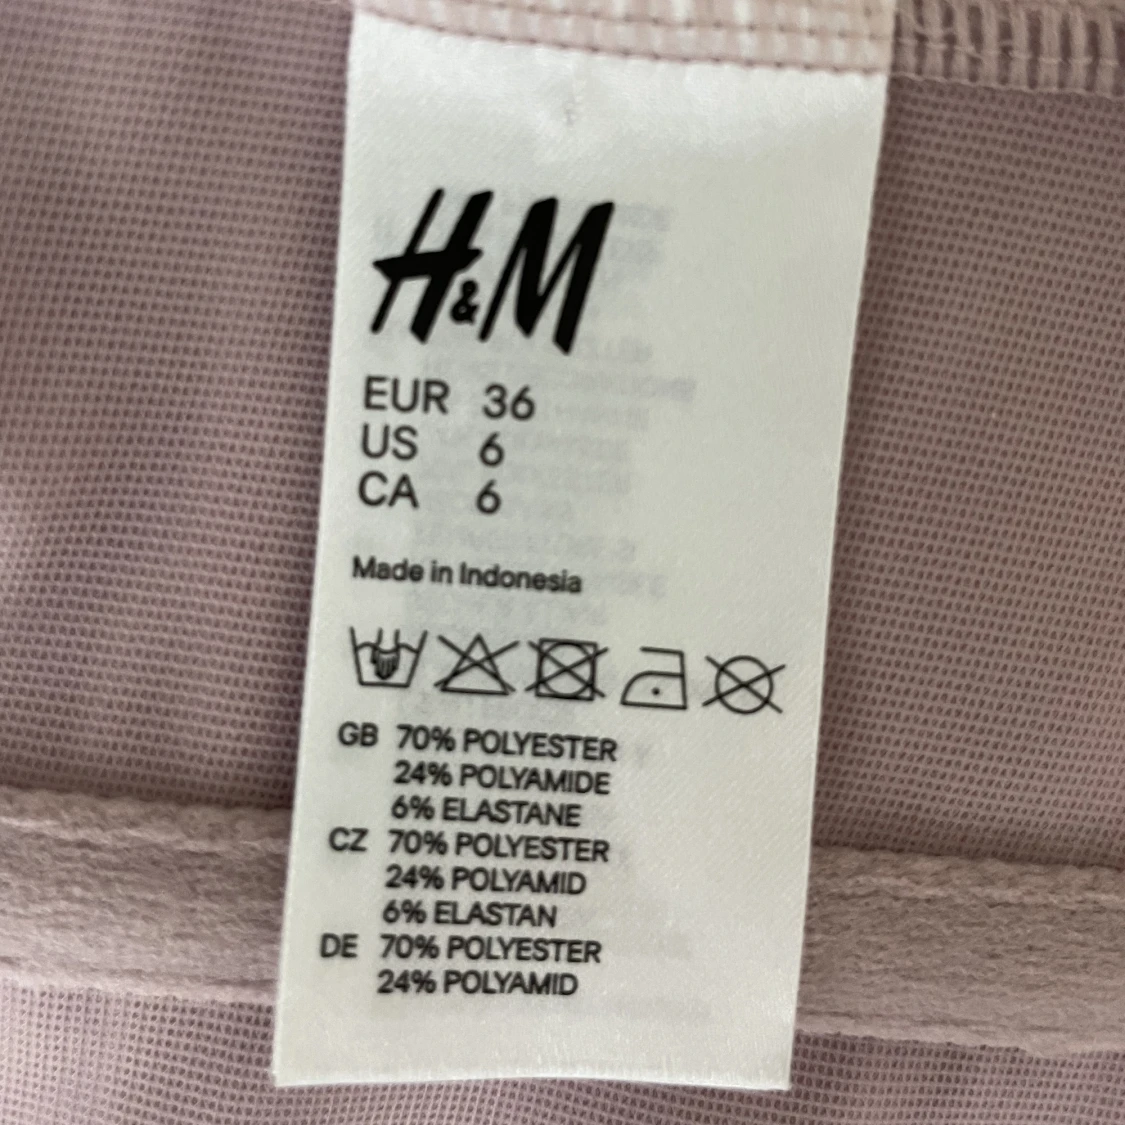 H&M
EUR 36
US 6
CA 6
Made in Indonesia
GB 70% POLYESTER
24% POLYAMIDE
6% ELASTANE
CZ 70% POLYESTER
24% POLYAMID
6% ELASTAN
DE 70% POLYESTER
24% POLYAMID